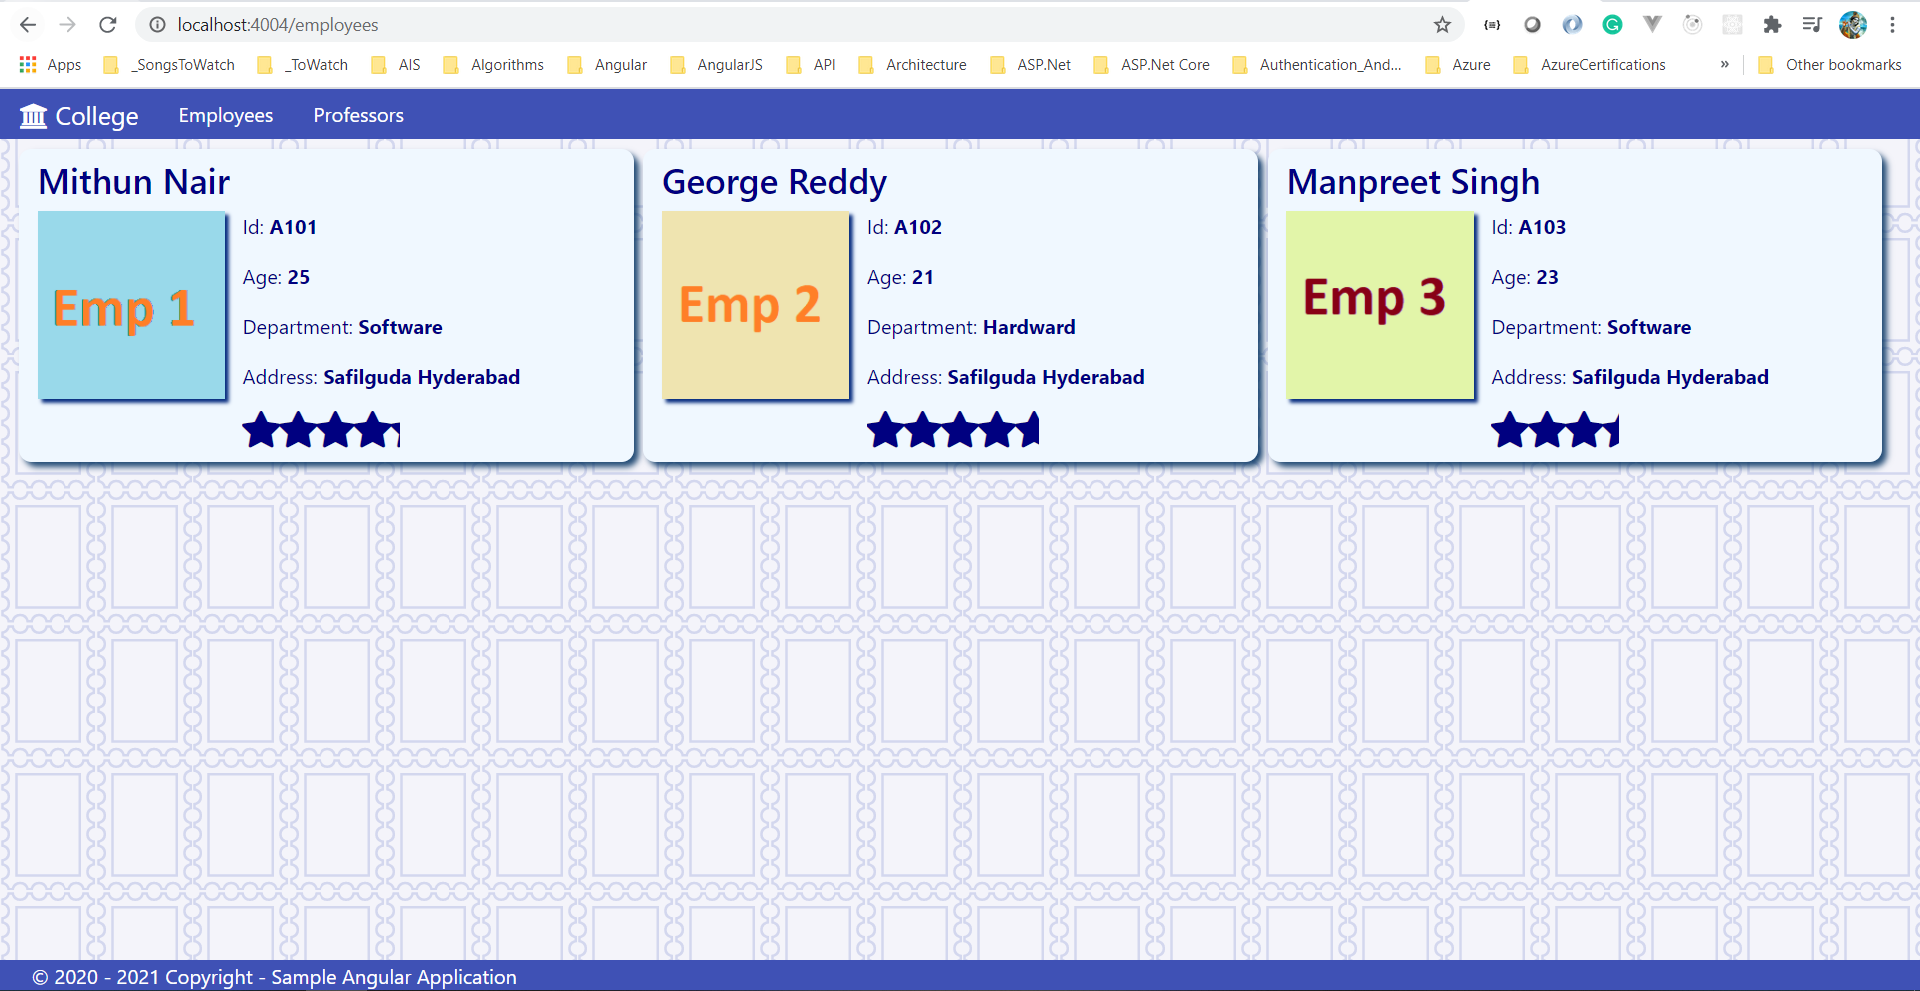 localhost:4004/employees
Apps _SongsToWatch _ToWatch AIS Algorithms Angular AngularJS API Architecture ASP.Net ASP.Net Core Authentication_And... Azure AzureCertifications » Other bookmarks
College Employees Professors
Mithun Nair
Emp 1
Id: A101
Age: 25
Department: Software
Address: Safilguda Hyderabad
George Reddy
Emp 2
Id: A102
Age: 21
Department: Hardward
Address: Safilguda Hyderabad
Manpreet Singh
Emp 3
Id: A103
Age: 23
Department: Software
Address: Safilguda Hyderabad
© 2020 - 2021 Copyright - Sample Angular Application